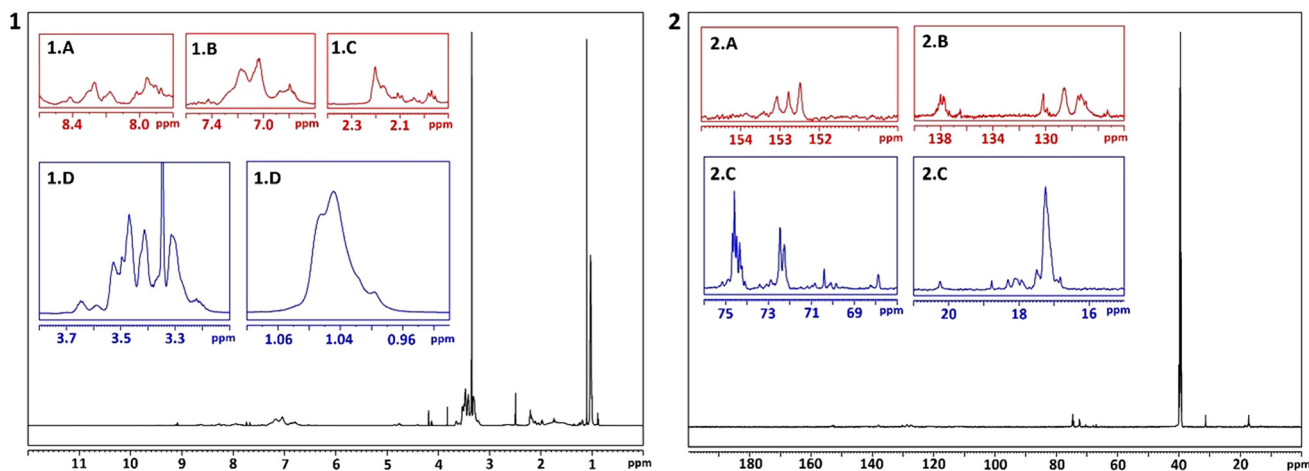 1
1.A
8.4 8.0 ppm
1.B
7.4 7.0 ppm
1.C
2.3 2.1 ppm
1.D
3.7 3.5 3.3 ppm
1.D
1.06 1.04 0.96 ppm
11 10 9 8 7 6 5 4 3 2 1 ppm
2
2.A
154 153 152 ppm
2.B
138 134 130 ppm
2.C
75 73 71 69 ppm
2.C
20 18 16 ppm
180 160 140 120 100 80 60 40 20 ppm